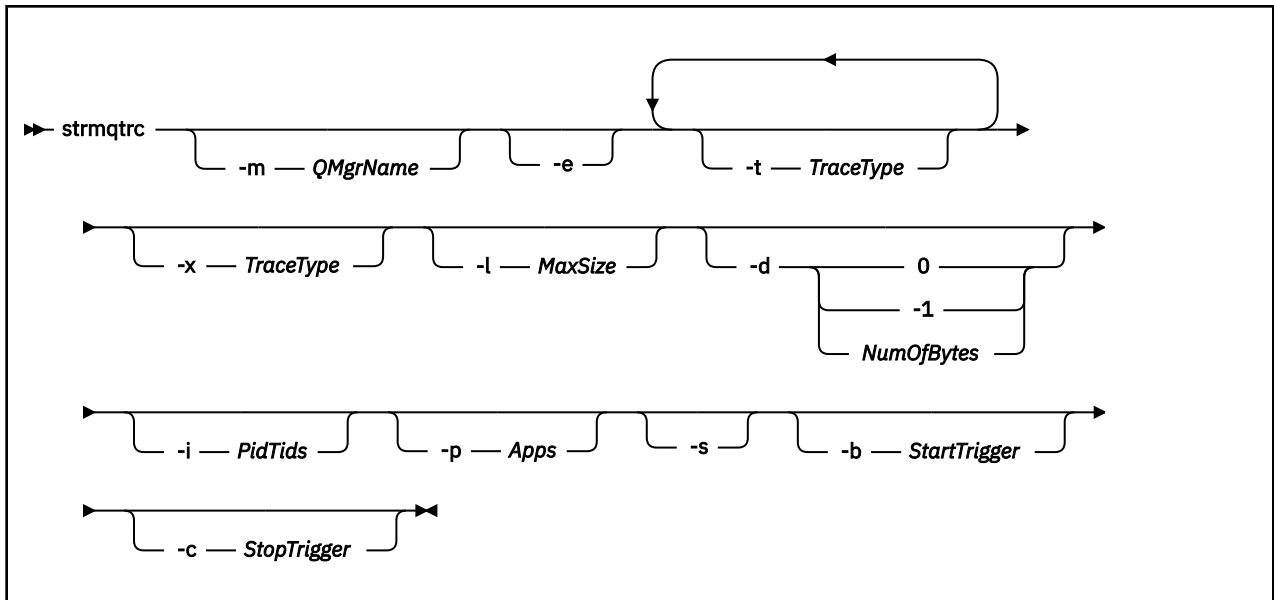 strmqtrc -m QMgrName -e -t TraceType
-x TraceType -l MaxSize -d 0
-1
NumOfBytes
-i PidTids -p Apps -s -b StartTrigger
-c StopTrigger